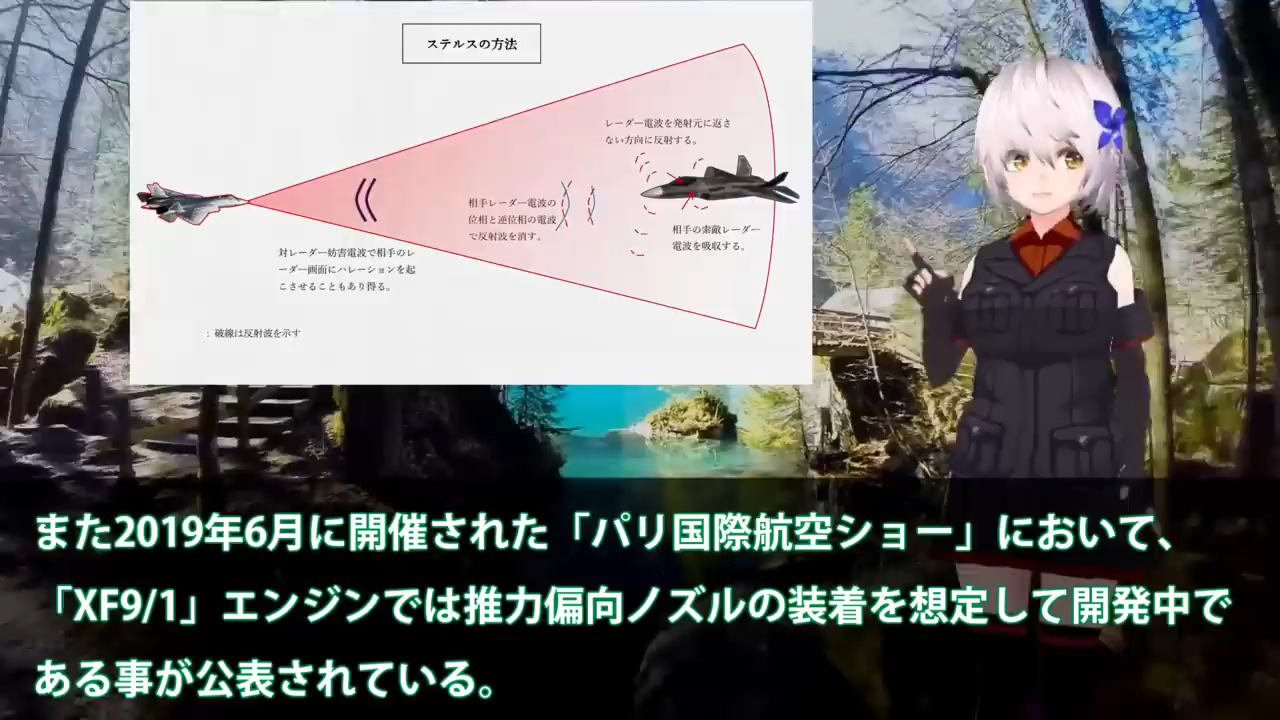 ステルスの方法
レーダー電波を発射元に返さ
ない方向に反射する。
相手レーダー電波の
位相と逆位相の電波
で反射波を消す。
相手の索敵レーダー
電波を吸収する。
対レーダー妨害電波で相手のレ
ーダー画面にハレーションを起
こさせることもあり得る。
：破線は反射波を示す
また2019年6月に開催された「パリ国際航空ショー」において、
「XF9/1」エンジンでは推力偏向ノズルの装着を想定して開発中で
ある事が公表されている。